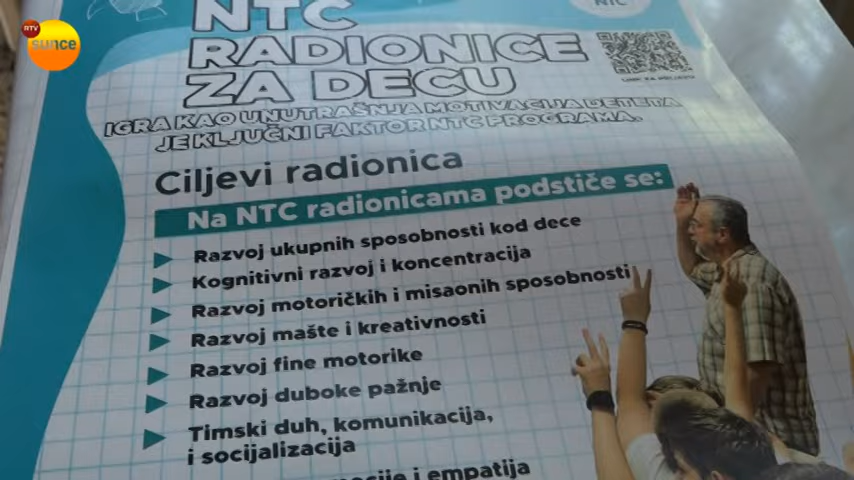 RTV
sunce
NTC
NTC
RADIONICE
ZA DECU
IGRA KAO UNUTRAŠNJA MOTIVACIJA DETETA
JE KLJUČNI FAKTOR NTC PROGRAMA.
Ciljevi radionica
Na NTC radionicama podstiče se:
Razvoj ukupnih sposobnosti kod dece
Kognitivni razvoj i koncentracija
Razvoj motoričkih i misaonih sposobnosti
Razvoj mašte i kreativnosti
Razvoj fine motorike
Razvoj duboke pažnje
Timski duh, komunikacija,
i socijalizacija
i empatija